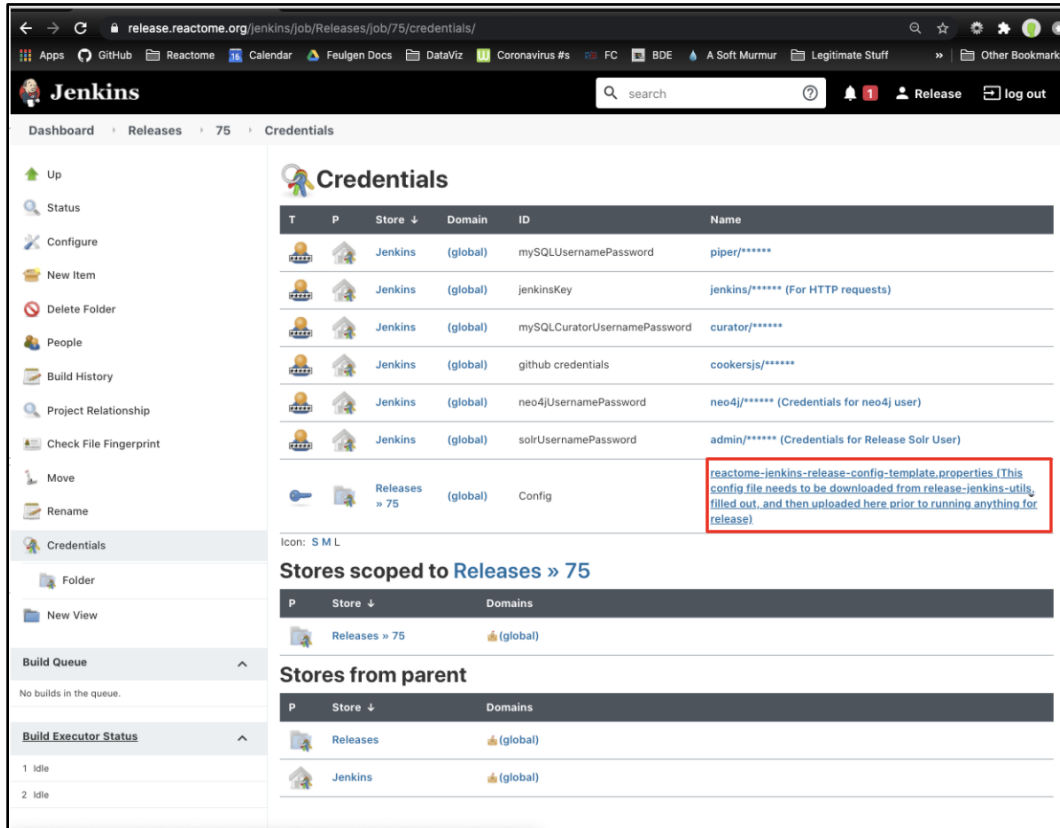 release.reactome.org/jenkins/job/Releases/job/75/credentials/
Apps GitHub Reactome 16 Calendar Feulgen Docs DataViz Coronavirus #s FC BDE A Soft Murmur Legitimate Stuff » Other Bookmark
Jenkins search 1 Release log out
Dashboard Releases 75 Credentials
Up
Status
Configure
New Item
Delete Folder
People
Build History
Project Relationship
Check File Fingerprint
Move
Rename
Credentials
Folder
New View
Build Queue
No builds in the queue.
Build Executor Status
1 Idle
2 Idle
Credentials
T P Store ↓ Domain ID Name
Jenkins (global) mySQLUsernamePassword piper/******
Jenkins (global) jenkinsKey jenkins/****** (For HTTP requests)
Jenkins (global) mySQLCuratorUsernamePassword curator/******
Jenkins (global) github credentials cookersjs/******
Jenkins (global) neo4jUsernamePassword neo4j/****** (Credentials for neo4j user)
Jenkins (global) solrUsernamePassword admin/****** (Credentials for Release Solr User)
Releases » 75 (global) Config reactome-jenkins-release-config-template.properties (This
config file needs to be downloaded from release-jenkins-utils,
filled out, and then uploaded here prior to running anything for
release)
Icon: S M L
Stores scoped to Releases » 75
P Store ↓ Domains
Releases » 75 (global)
Stores from parent
P Store ↓ Domains
Releases (global)
Jenkins (global)